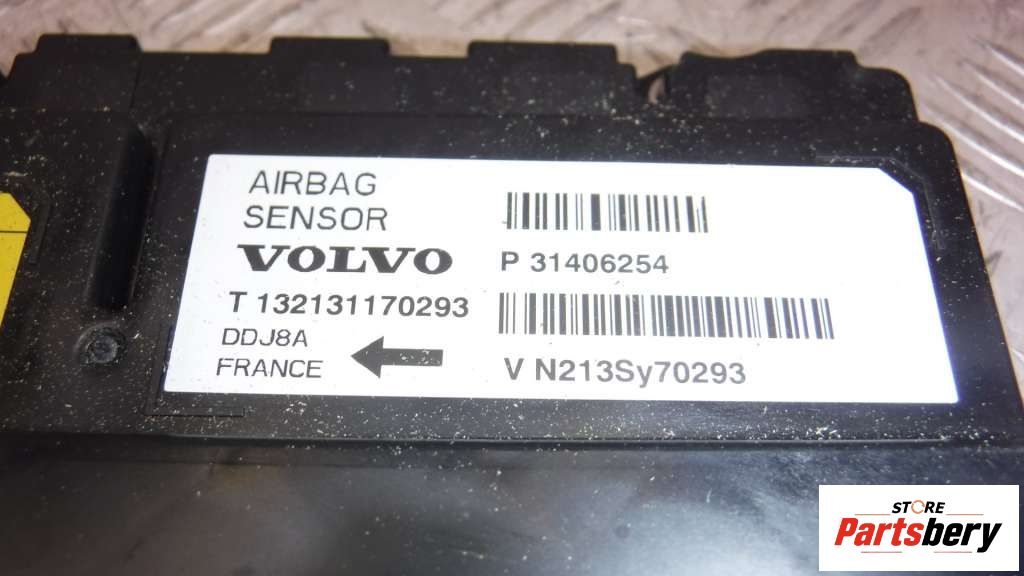 AIRBAG
SENSOR
VOLVO
P 31406254
T 132131170293
DDJ8A
FRANCE
V N213Sy70293
STORE
Partsbery